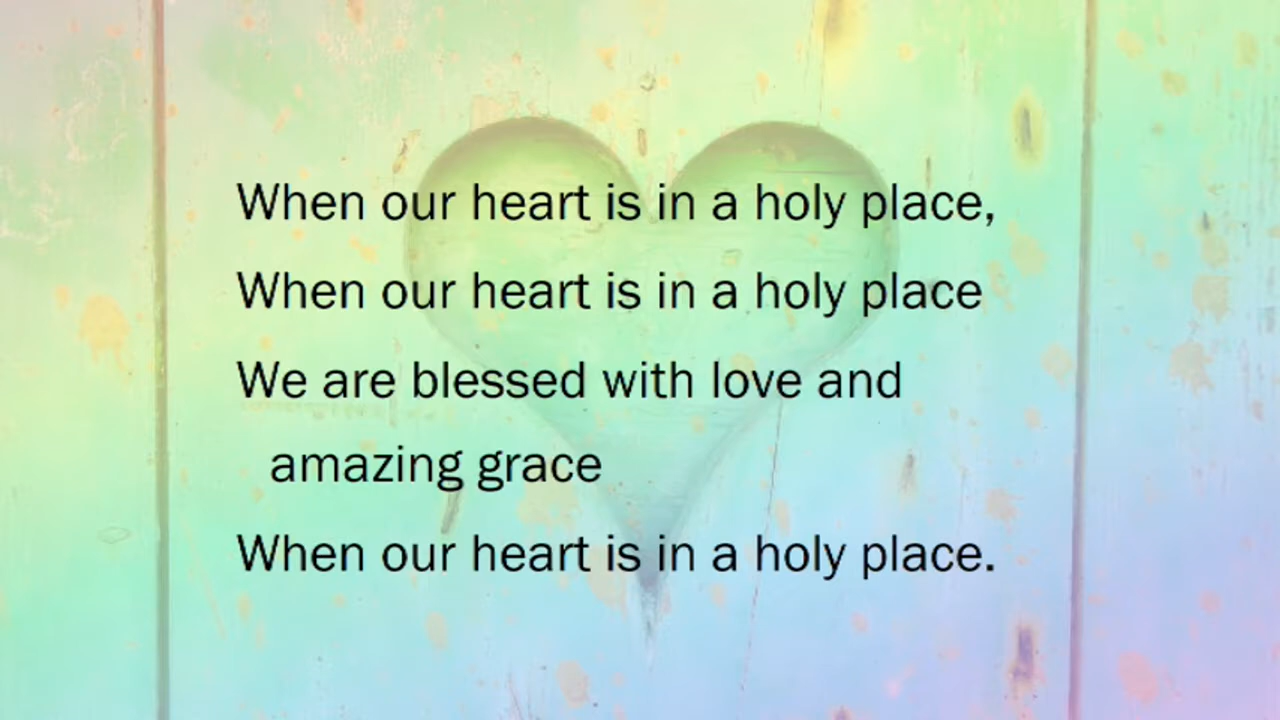 When our heart is in a holy place,
When our heart is in a holy place
We are blessed with love and
amazing grace
When our heart is in a holy place.